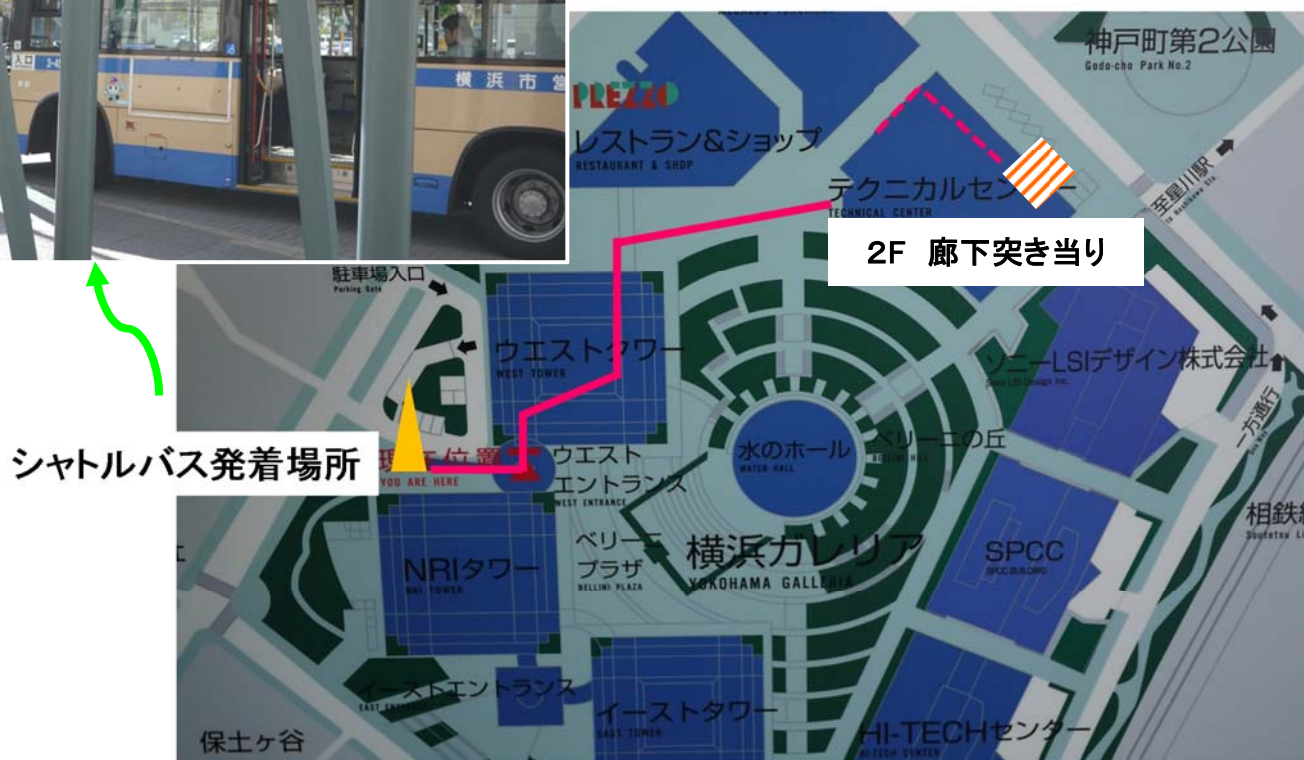 入口
横浜市営
神戸町第2公園
Godo-cho Park No.2
PREZZO
レストラン&ショップ
RESTAURANT & SHOP
テクニカルセンター
TECHNICAL CENTER
至星川駅
2F 廊下突き当り
駐車場入口
Parking Gate
ウエストタワー
WEST TOWER
ソニーLSIデザイン株式会社
Sony LSI Design Inc.
一方通行
シャトルバス発着場所
現在位置
YOU ARE HERE
ウエスト
エントランス
WEST ENTRANCE
水のホール
WATER HALL
ベリーニの丘
BELLINI HILL
相鉄線
ベリーニ
プラザ
BELLINI PLAZA
横浜ガレリア
YOKOHAMA GALLERIA
NRIタワー
NRI TOWER
SPCC
SPCC BUILDING
イーストエントランス
EAST ENTRANCE
イーストタワー
EAST TOWER
HI-TECHセンター
HI-TECH CENTER
保土ヶ谷